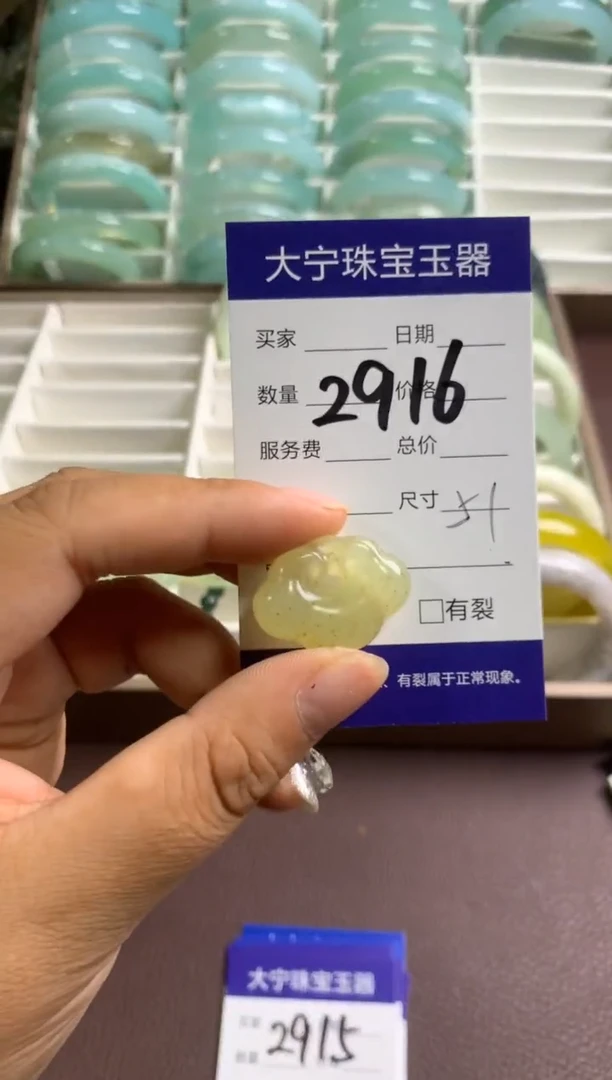 大宁珠宝玉器
买家 日期
数量 2916 价格
服务费 总价
尺寸 51
有裂
有裂属于正常现象。
大宁珠宝玉器
2915